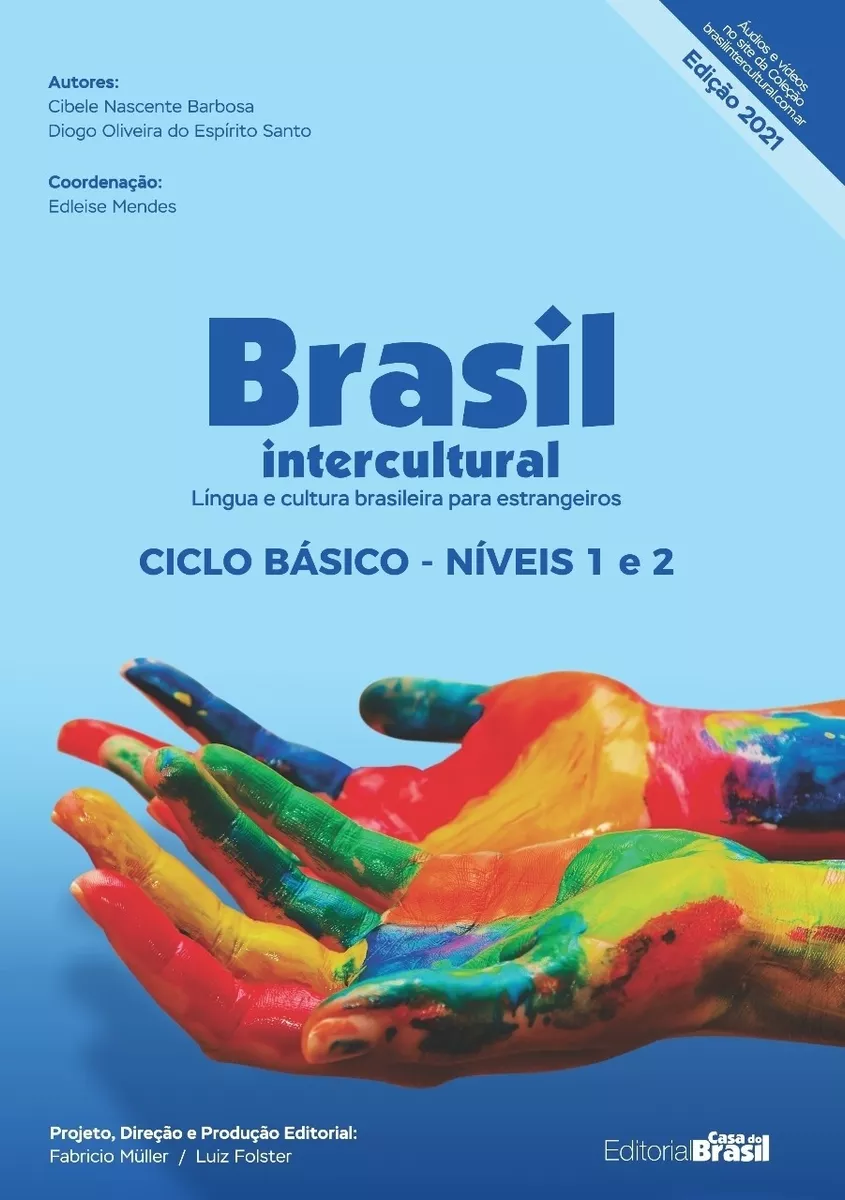 Autores:
Cibele Nascente Barbosa
Diogo Oliveira do Espírito Santo
Coordenação:
Edleise Mendes
Áudios e vídeos
no site da Coleção
brasilintercultural.com.ar
Edição 2021
Brasil
intercultural
Língua e cultura brasileira para estrangeiros
CICLO BÁSICO - NÍVEIS 1 e 2
Projeto, Direção e Produção Editorial:
Fabricio Müller / Luiz Folster
Editorial Casa do Brasil